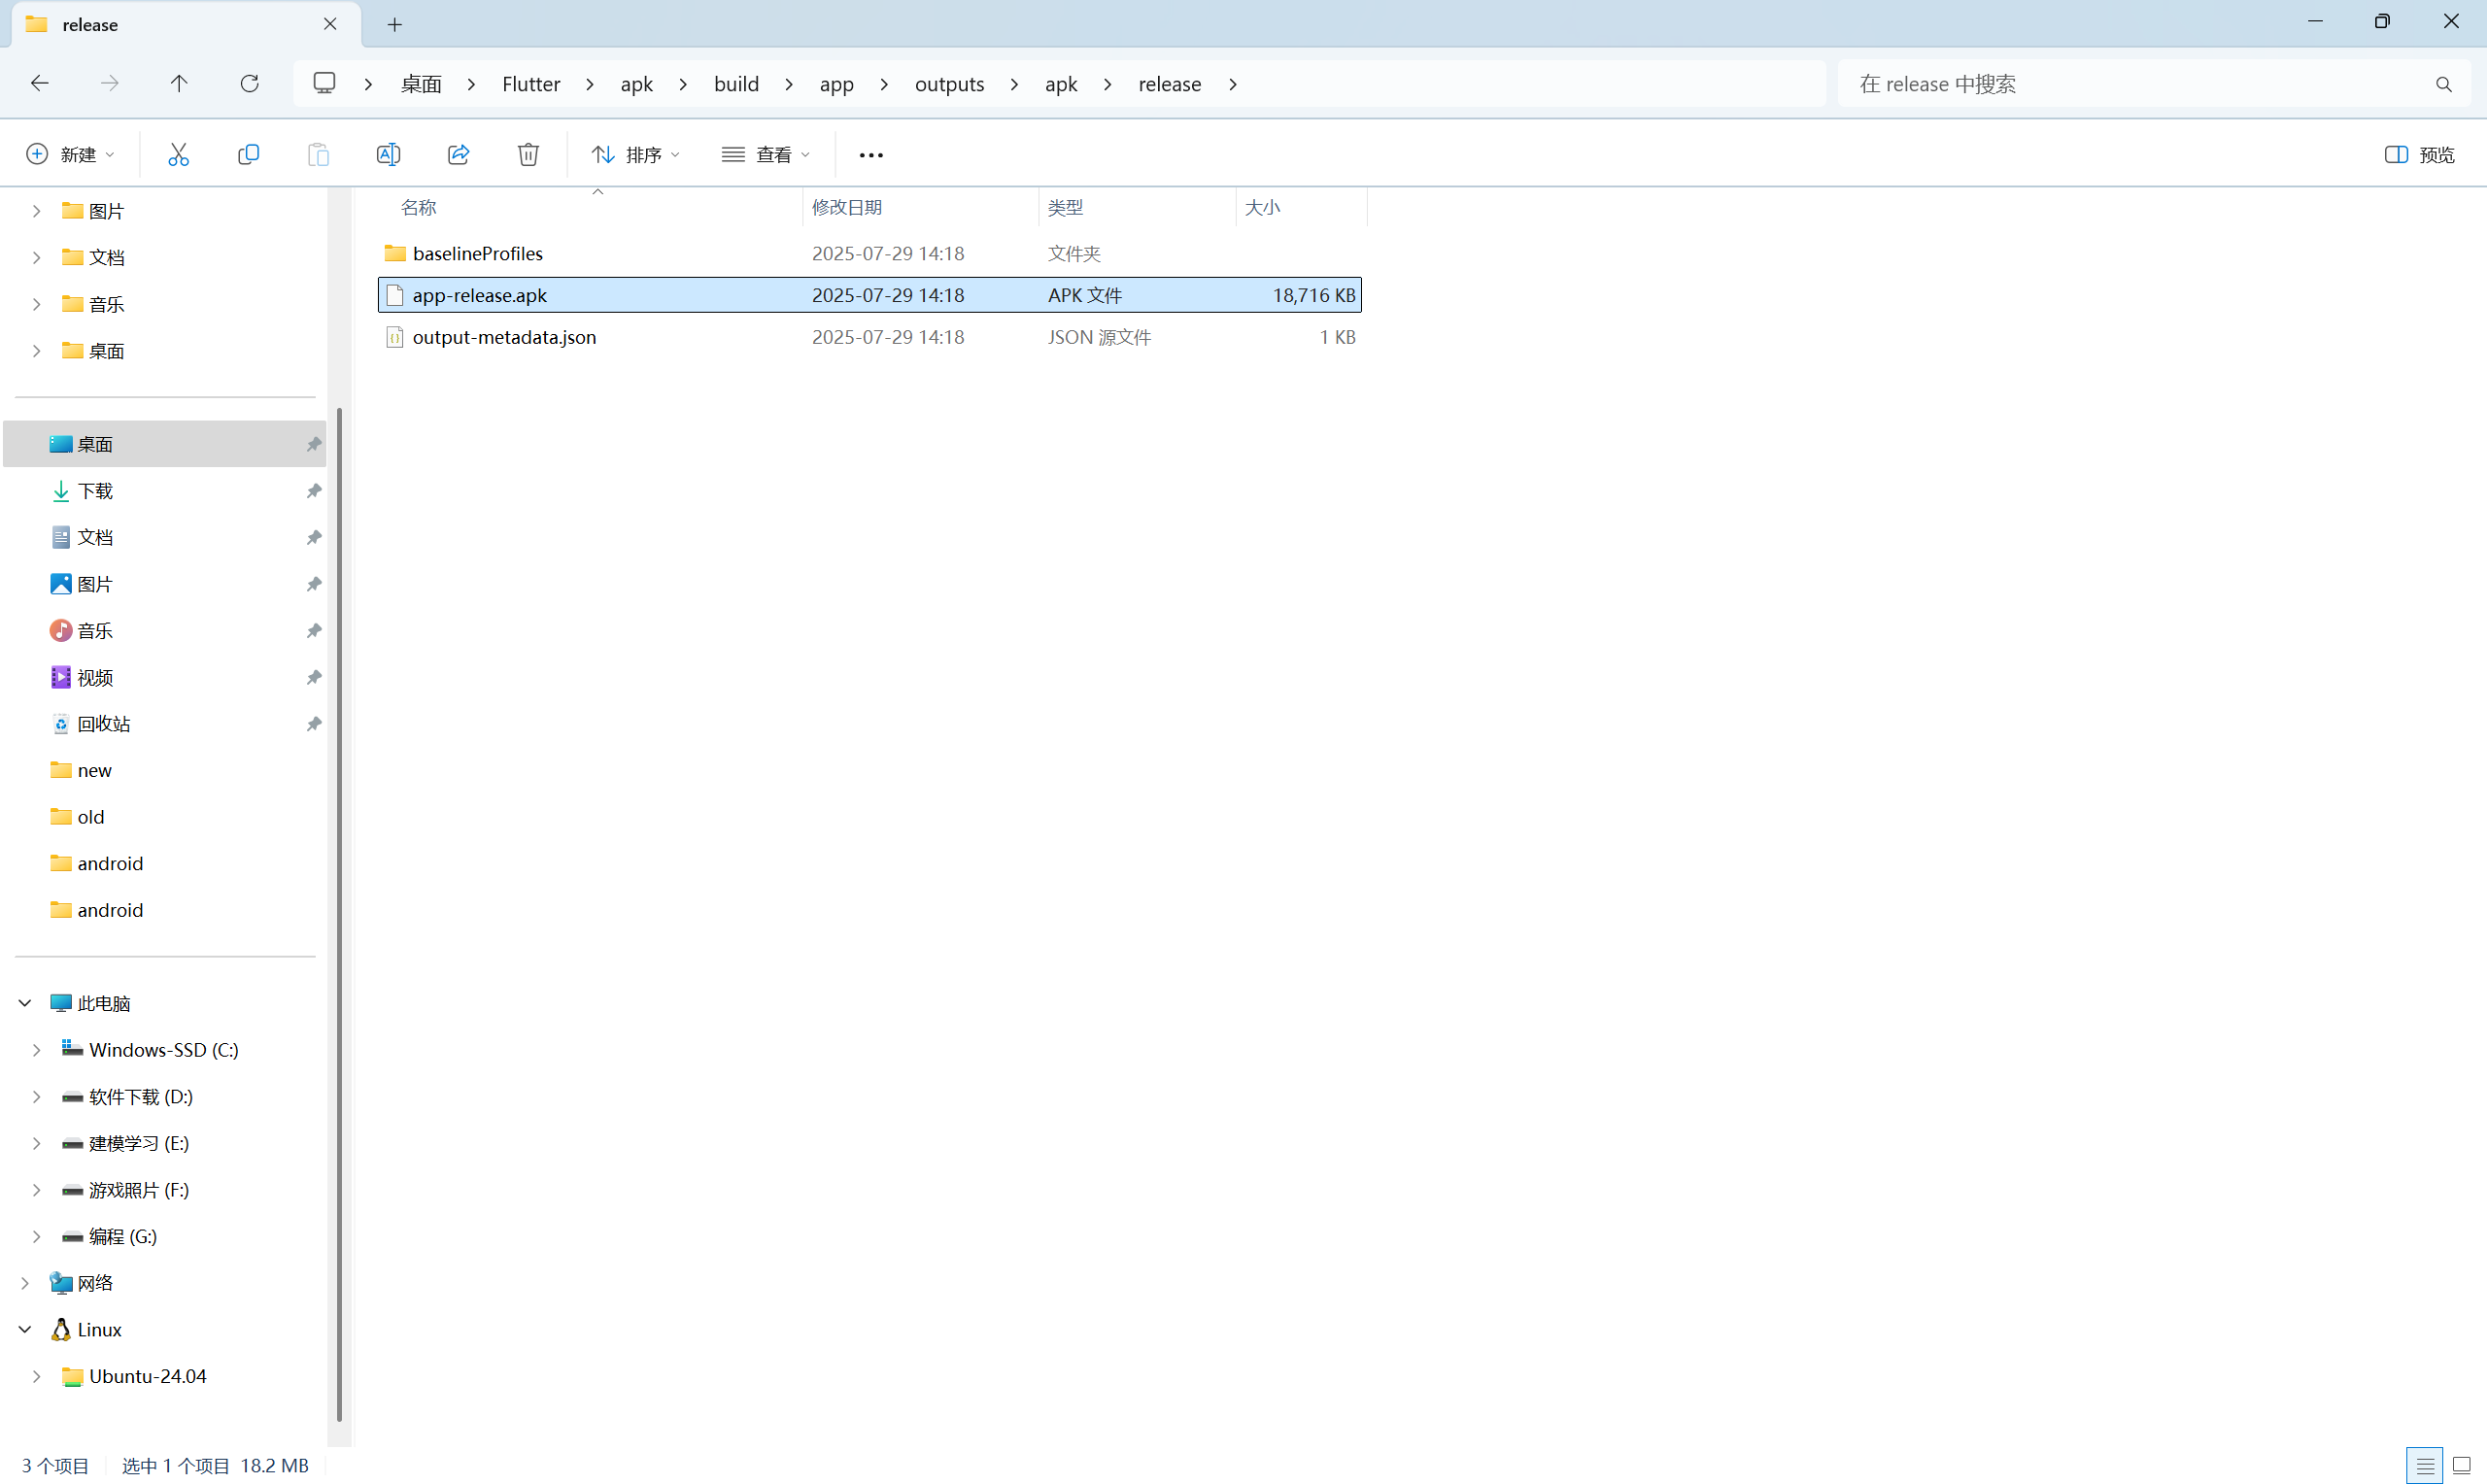 release
桌面 Flutter apk build app outputs apk release
在 release 中搜索
新建 排序 查看 预览
图片
文档
音乐
桌面
桌面
下载
文档
图片
音乐
视频
回收站
new
old
android
android
此电脑
Windows-SSD (C:)
软件下载 (D:)
建模学习 (E:)
游戏照片 (F:)
编程 (G:)
网络
Linux
Ubuntu-24.04
名称 修改日期 类型 大小
baselineProfiles 2025-07-29 14:18 文件夹
app-release.apk 2025-07-29 14:18 APK 文件 18,716 KB
output-metadata.json 2025-07-29 14:18 JSON 源文件 1 KB
3 个项目 选中 1 个项目 18.2 MB